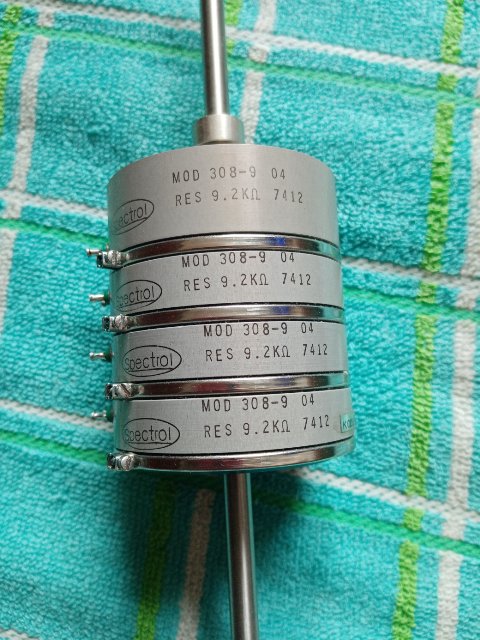 MOD 308-9 04
RES 9.2KΩ 7412
Spectrol
MOD 308-9 04
RES 9.2KΩ 7412
Spectrol
MOD 308-9 04
RES 9.2KΩ 7412
Spectrol
MOD 308-9 04
RES 9.2KΩ 7412
Spectrol